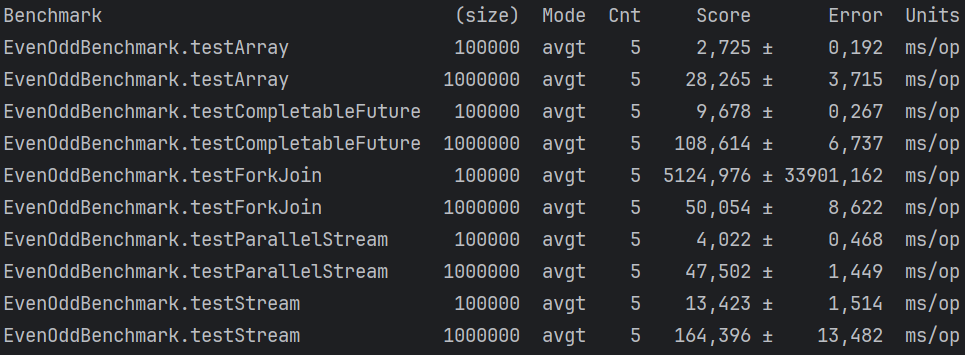 Benchmark (size) Mode Cnt Score Error Units
EvenOddBenchmark.testArray 100000 avgt 5 2,725 ± 0,192 ms/op
EvenOddBenchmark.testArray 1000000 avgt 5 28,265 ± 3,715 ms/op
EvenOddBenchmark.testCompletableFuture 100000 avgt 5 9,678 ± 0,267 ms/op
EvenOddBenchmark.testCompletableFuture 1000000 avgt 5 108,614 ± 6,737 ms/op
EvenOddBenchmark.testForkJoin 100000 avgt 5 5124,976 ± 33901,162 ms/op
EvenOddBenchmark.testForkJoin 1000000 avgt 5 50,054 ± 8,622 ms/op
EvenOddBenchmark.testParallelStream 100000 avgt 5 4,022 ± 0,468 ms/op
EvenOddBenchmark.testParallelStream 1000000 avgt 5 47,502 ± 1,449 ms/op
EvenOddBenchmark.testStream 100000 avgt 5 13,423 ± 1,514 ms/op
EvenOddBenchmark.testStream 1000000 avgt 5 164,396 ± 13,482 ms/op